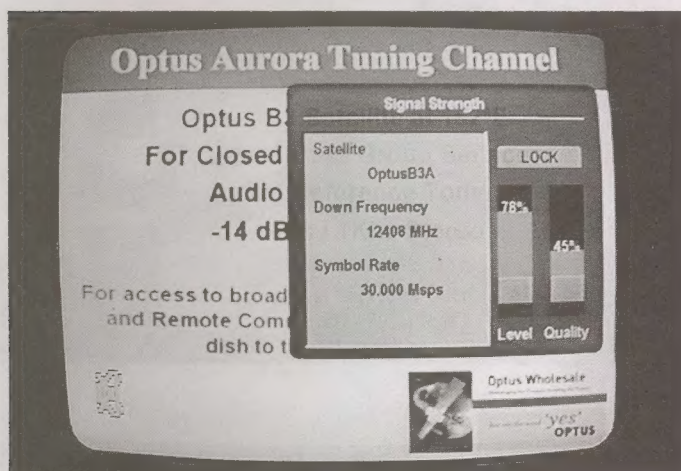 Optus Aurora Tuning Channel
Optus B
For Closed
Audio
-14 dB
For access to broad
and Remote Com
dish to t
Signal Strength
Satellite
OptusB3A
Down Frequency
12408 MHz
Symbol Rate
30.000 Msps
LOCK
78%
45%
Level Quality
Optus Wholesale
'yes'
OPTUS